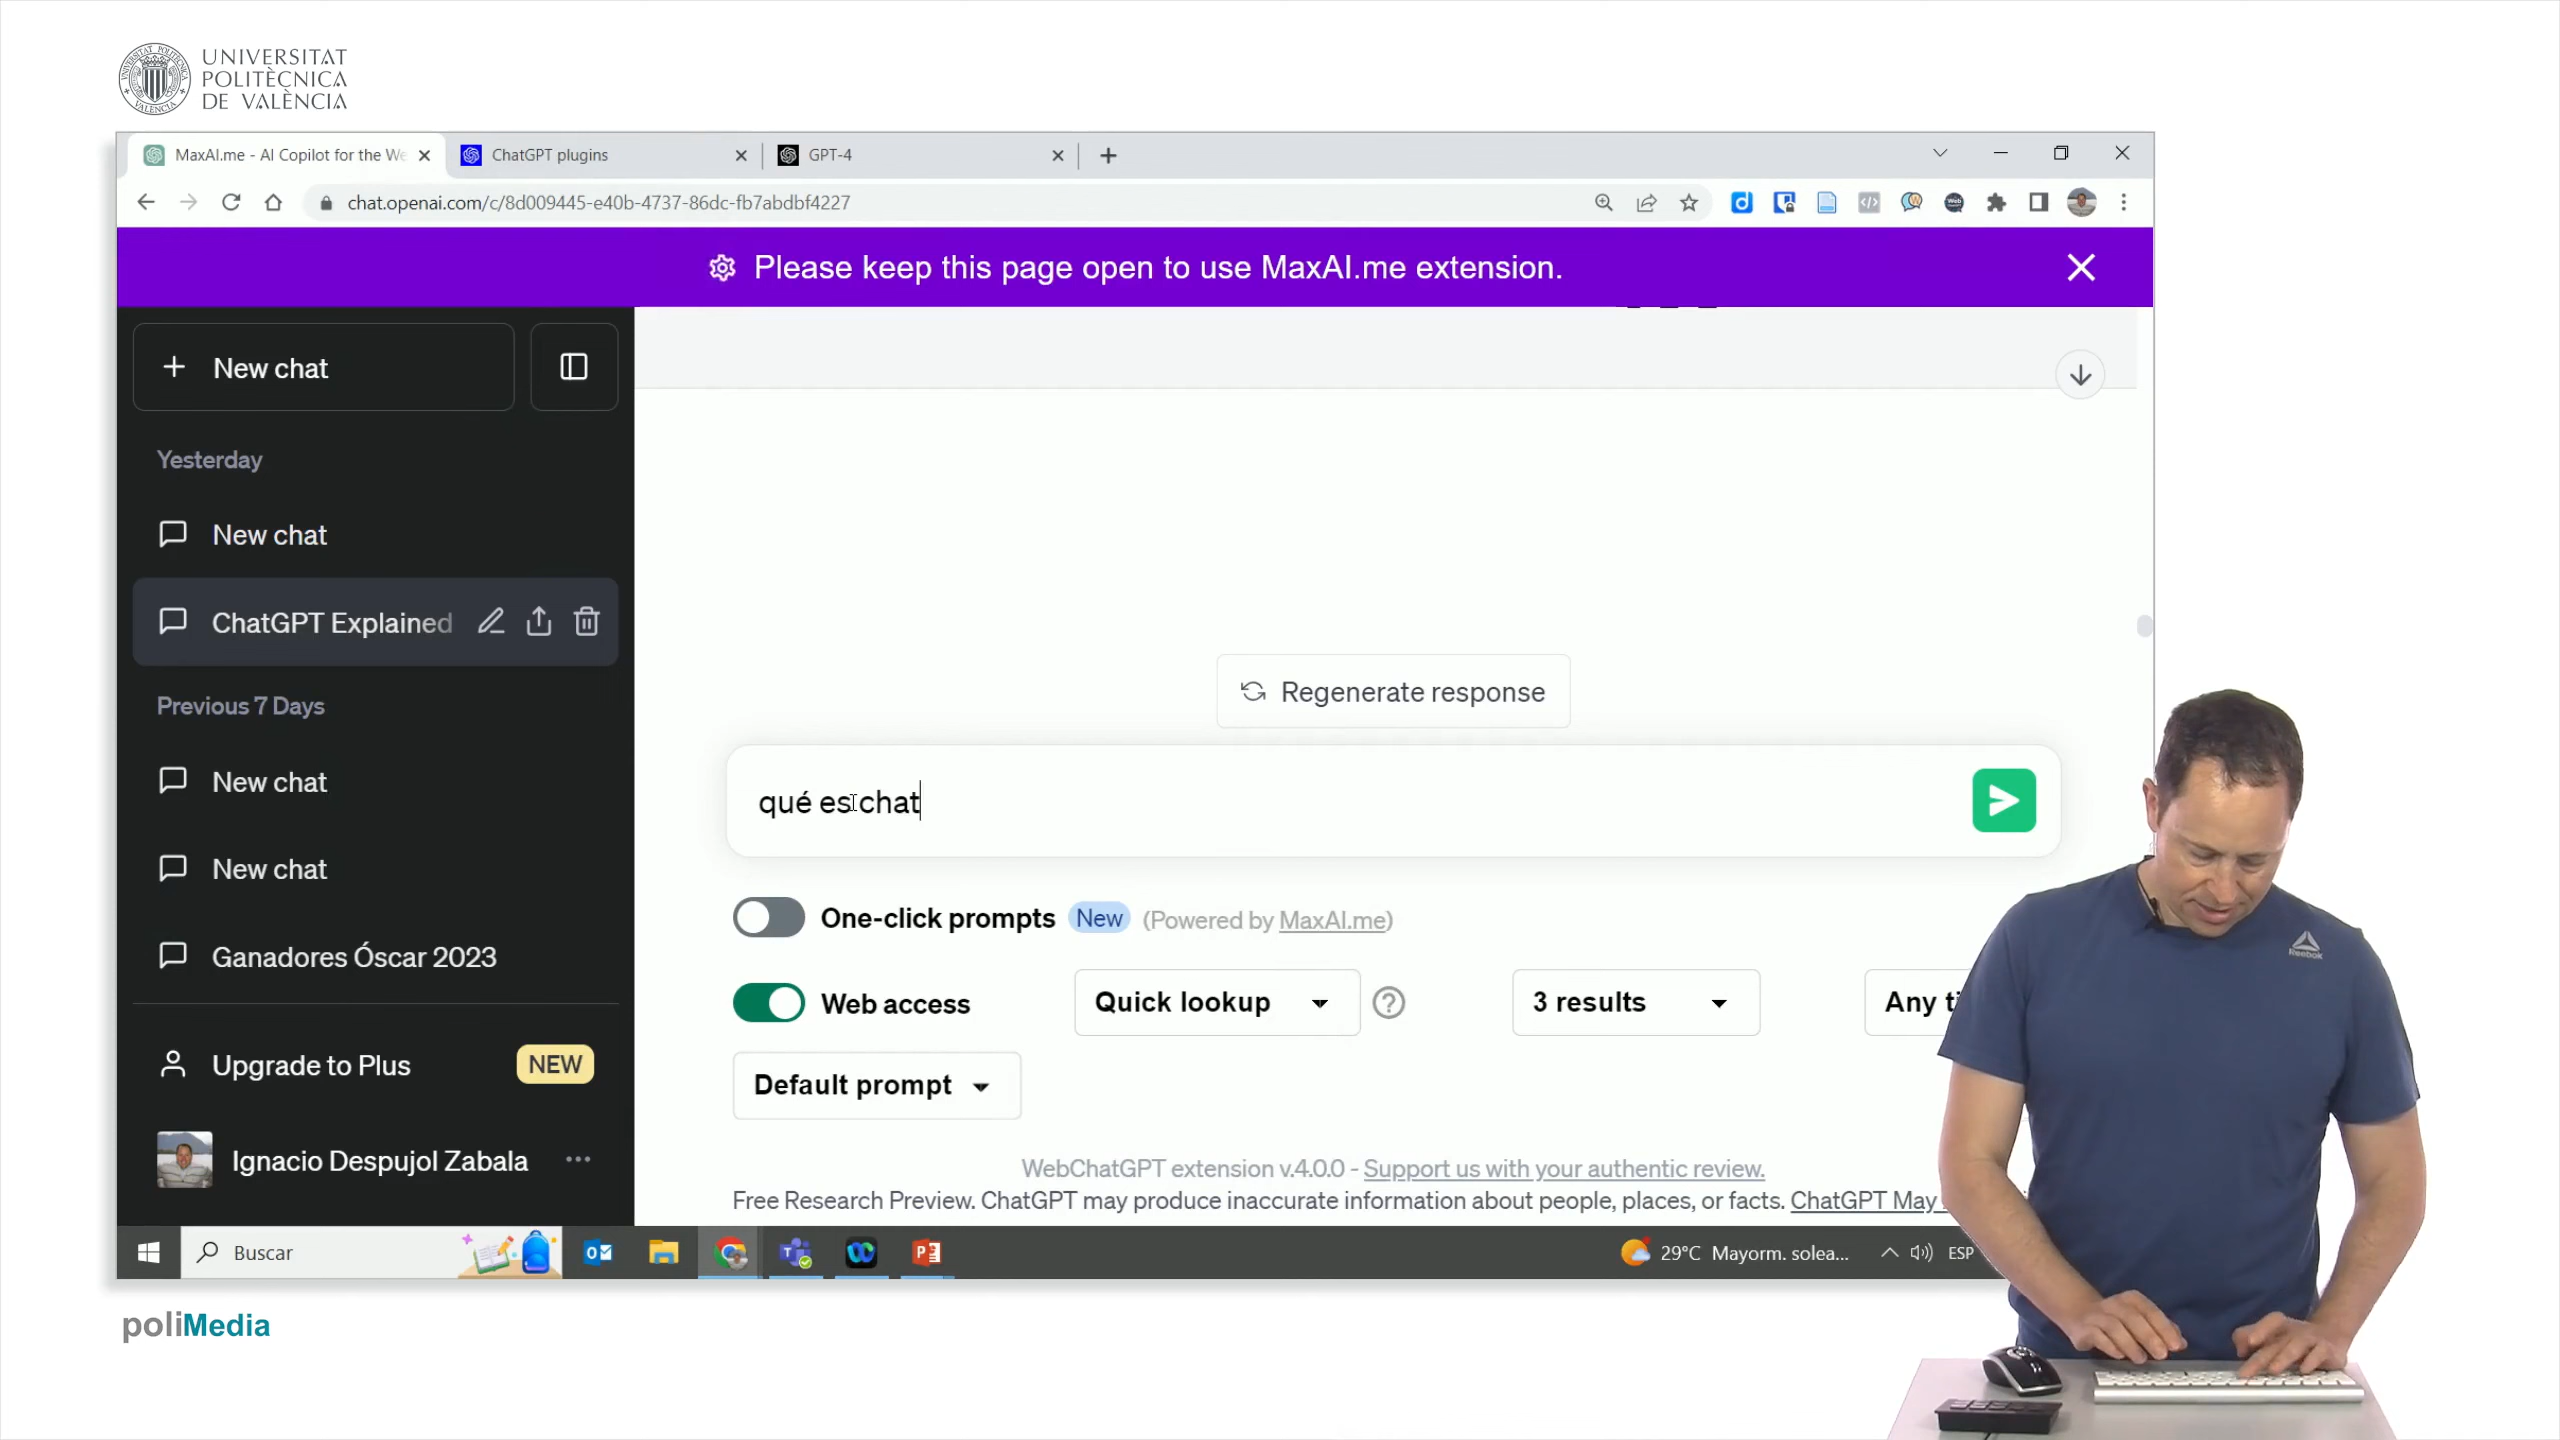 UNIVERSITAT
POLITÈCNICA
DE VALÈNCIA
MaxAI.me - AI Copilot for the We
ChatGPT plugins
GPT-4
chat.openai.com/c/8d009445-e40b-4737-86dc-fb7abdbf4227
Please keep this page open to use MaxAI.me extension.
New chat
Yesterday
New chat
ChatGPT Explained
Previous 7 Days
New chat
New chat
Ganadores Óscar 2023
Upgrade to Plus NEW
Ignacio Despujol Zabala
Regenerate response
qué es chat
One-click prompts New (Powered by MaxAI.me)
Web access Quick lookup 3 results Any ti
Default prompt
WebChatGPT extension v.4.0.0 - Support us with your authentic review.
Free Research Preview. ChatGPT may produce inaccurate information about people, places, or facts. ChatGPT May
Buscar
29°C Mayorm. solea...
ESP
Reebok
poliMedia